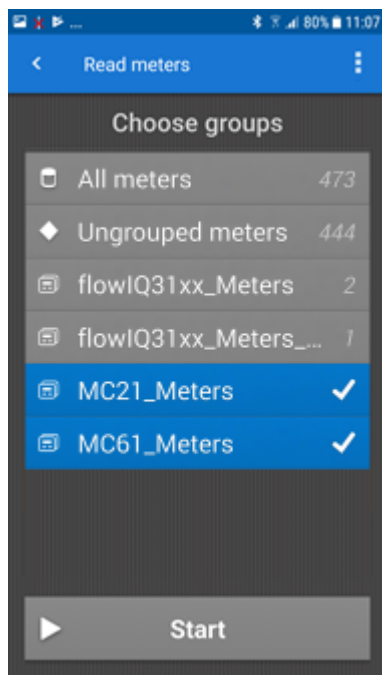 ... 80% 11:07
Read meters
Choose groups
All meters 473
Ungrouped meters 444
flowIQ31xx_Meters 2
flowIQ31xx_Meters_... 1
MC21_Meters
MC61_Meters
Start